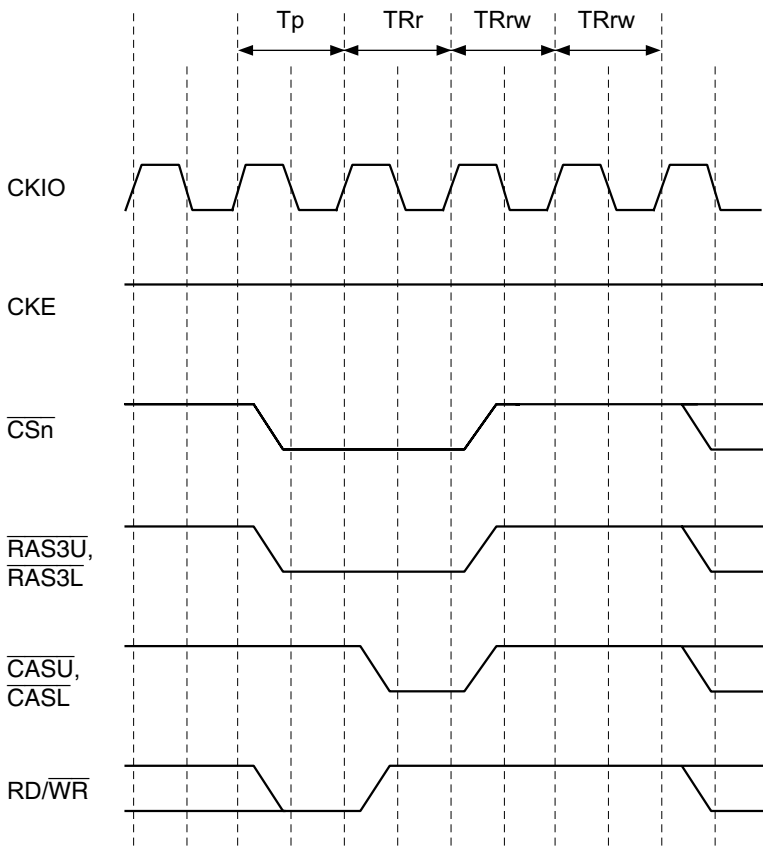 Tp TRr TRrw TRrw
CKIO
CKE
CSn
RAS3U,
RAS3L
CASU,
CASL
RD/WR